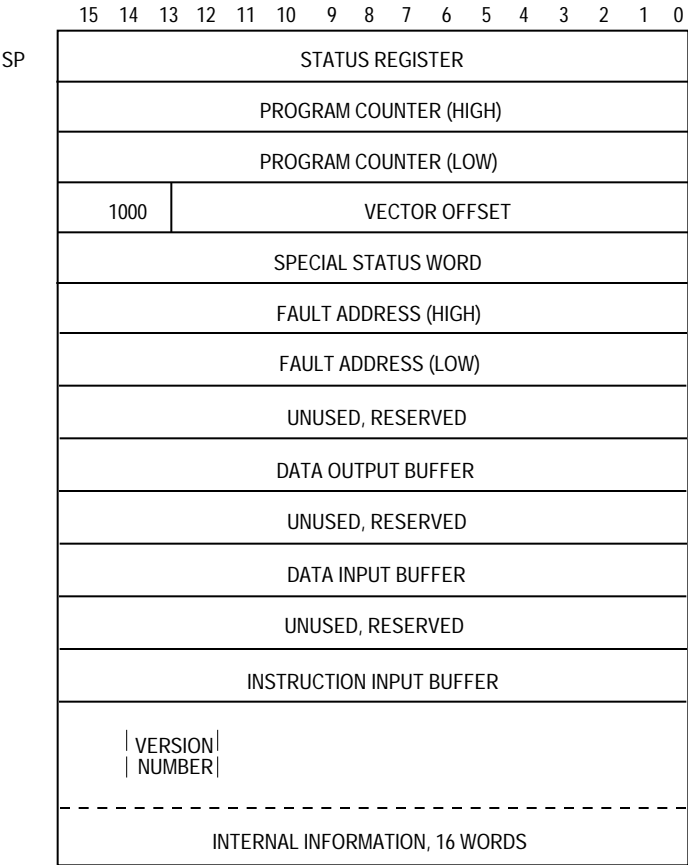 15 14 13 12 11 10 9 8 7 6 5 4 3 2 1 0
SP STATUS REGISTER
PROGRAM COUNTER (HIGH)
PROGRAM COUNTER (LOW)
1000 VECTOR OFFSET
SPECIAL STATUS WORD
FAULT ADDRESS (HIGH)
FAULT ADDRESS (LOW)
UNUSED, RESERVED
DATA OUTPUT BUFFER
UNUSED, RESERVED
DATA INPUT BUFFER
UNUSED, RESERVED
INSTRUCTION INPUT BUFFER
VERSION
NUMBER
INTERNAL INFORMATION, 16 WORDS